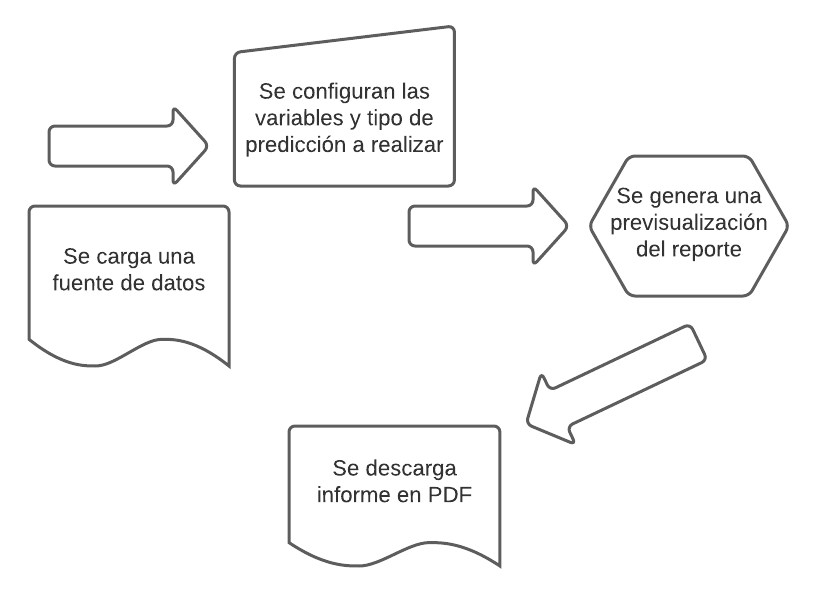 Se carga una
fuente de datos
Se configuran las
variables y tipo de
predicción a realizar
Se genera una
previsualización
del reporte
Se descarga
informe en PDF